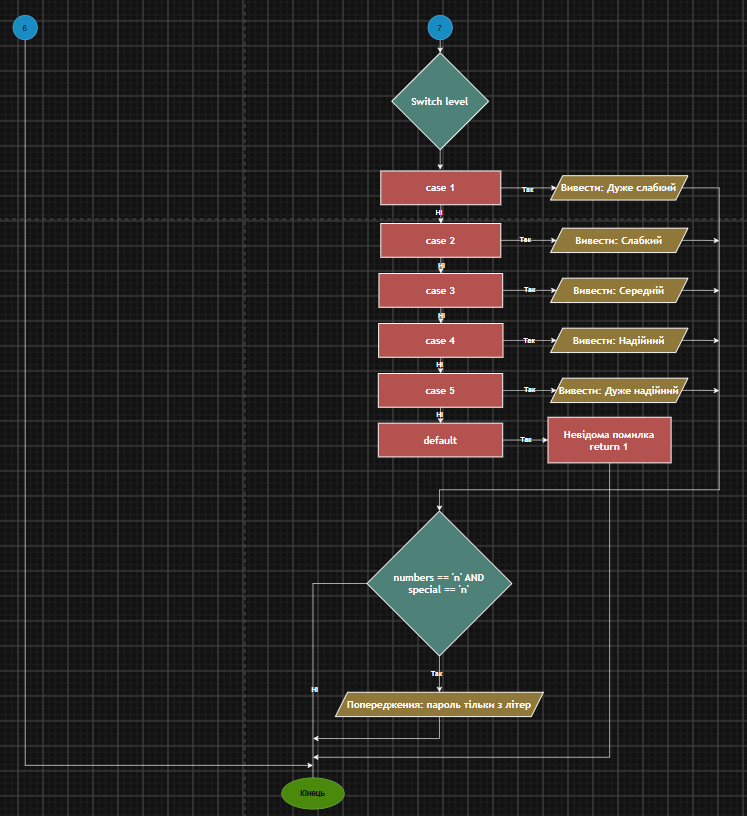 6
7
Switch level
case 1
Так
Вивести: Дуже слабкий
Ні
case 2
Так
Вивести: Слабкий
Ні
case 3
Так
Вивести: Середній
Ні
case 4
Так
Вивести: Надійний
Ні
case 5
Так
Вивести: Дуже надійний
Ні
default
Так
Невідома помилка
return 1
numbers == 'n' AND
special == 'n'
Так
Ні
Попередження: пароль тільки з літер
Кінець